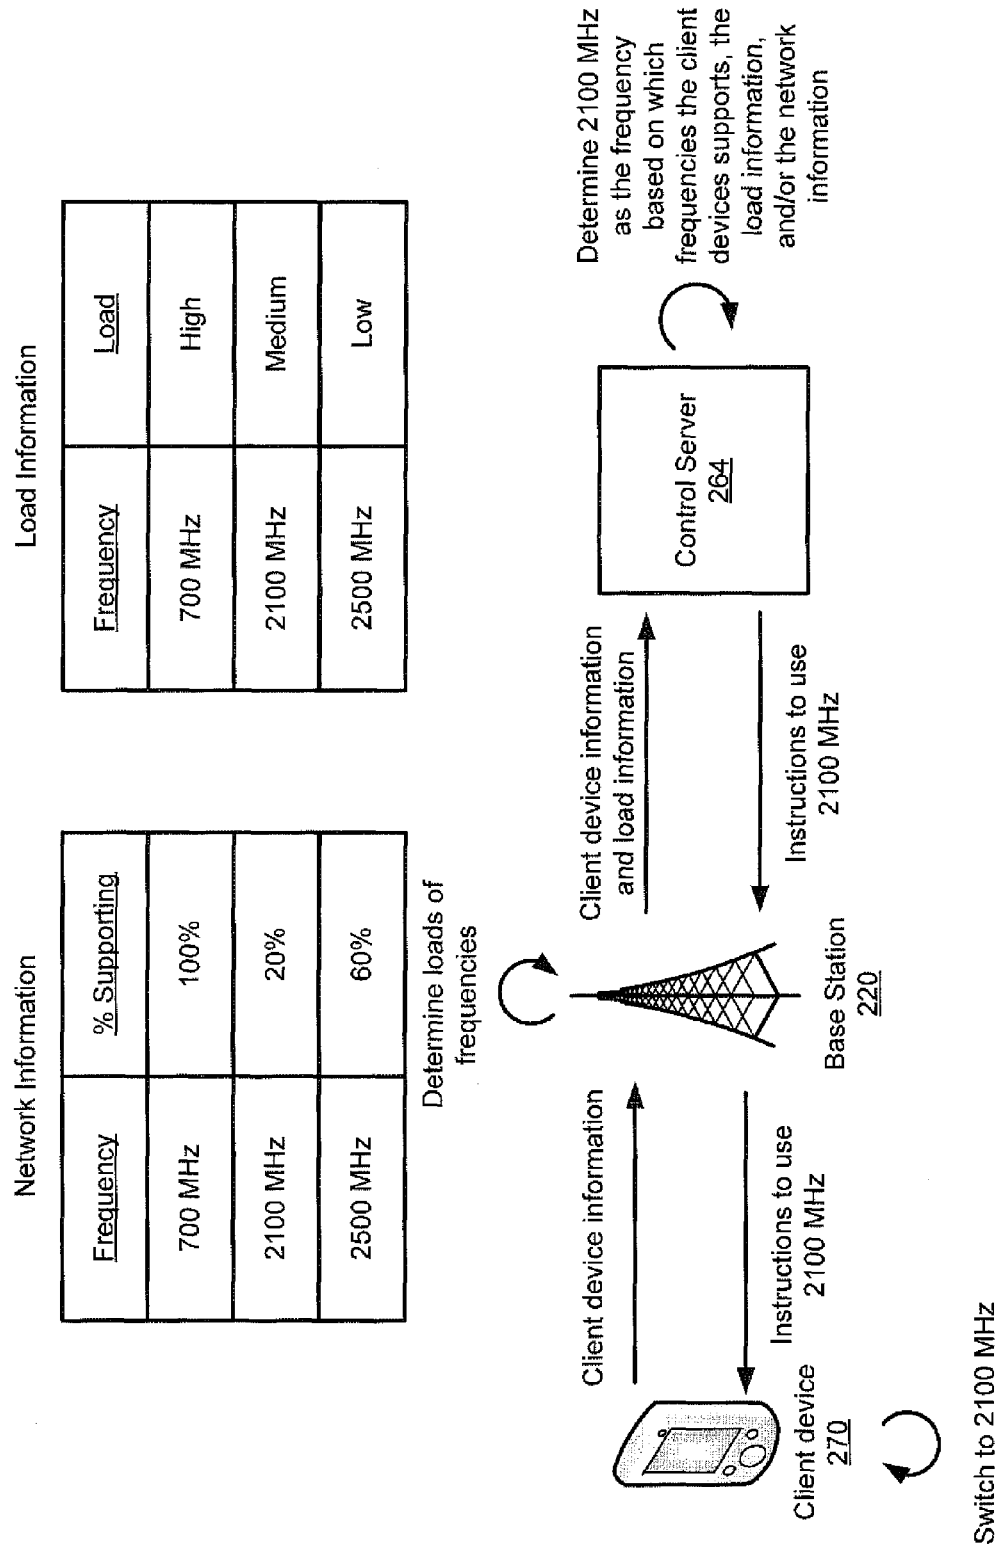 Network Information
Frequency % Supporting
700 MHz 100%
2100 MHz 20%
2500 MHz 60%
Load Information
Frequency Load
700 MHz High
2100 MHz Medium
2500 MHz Low
Determine loads of
frequencies
Client device information
Instructions to use
2100 MHz
Client device
270
Switch to 2100 MHz
Base Station
220
Client device information
and load information
Instructions to use
2100 MHz
Control Server
264
Determine 2100 MHz
as the frequency
based on which
frequencies the client
devices supports, the
load information,
and/or the network
information